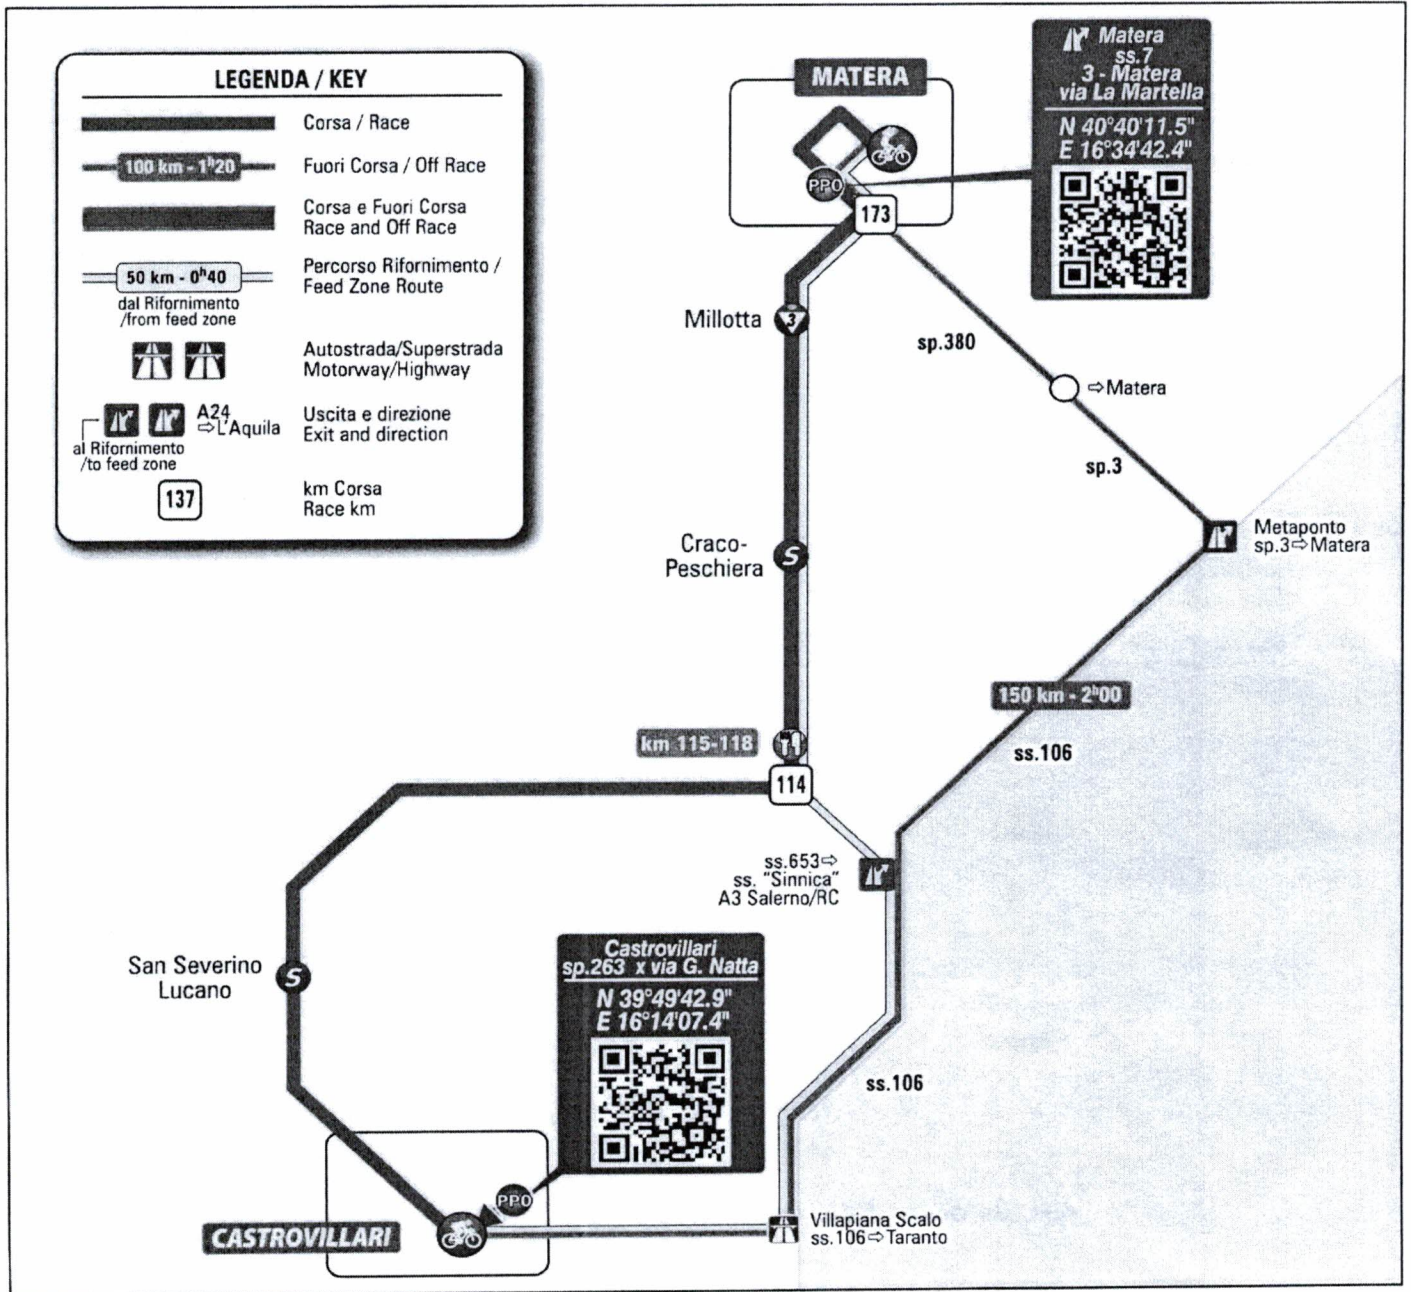 LEGENDA / KEY
Corsa / Race
100 km - 1ʰ20
Fuori Corsa / Off Race
Corsa e Fuori Corsa
Race and Off Race
50 km - 0ʰ40
dal Rifornimento
/from feed zone
Percorso Rifornimento /
Feed Zone Route
Autostrada/Superstrada
Motorway/Highway
al Rifornimento
/to feed zone
A24
⇨L'Aquila
Uscita e direzione
Exit and direction
137
km Corsa
Race km
MATERA
PPO
173
Matera
ss.7
3 - Matera
via La Martella
N 40°40'11.5"
E 16°34'42.4"
Millotta
3
sp.380
⇨Matera
sp.3
Metaponto
sp.3⇨Matera
Craco-
Peschiera
S
150 km - 2ʰ00
ss.106
km 115-118
114
ss.653⇨
ss. "Sinnica"
A3 Salerno/RC
San Severino
Lucano
S
Castrovillari
sp.263 x via G. Natta
N 39°49'42.9"
E 16°14'07.4"
ss.106
PPO
CASTROVILLARI
Villapiana Scalo
ss.106⇨Taranto